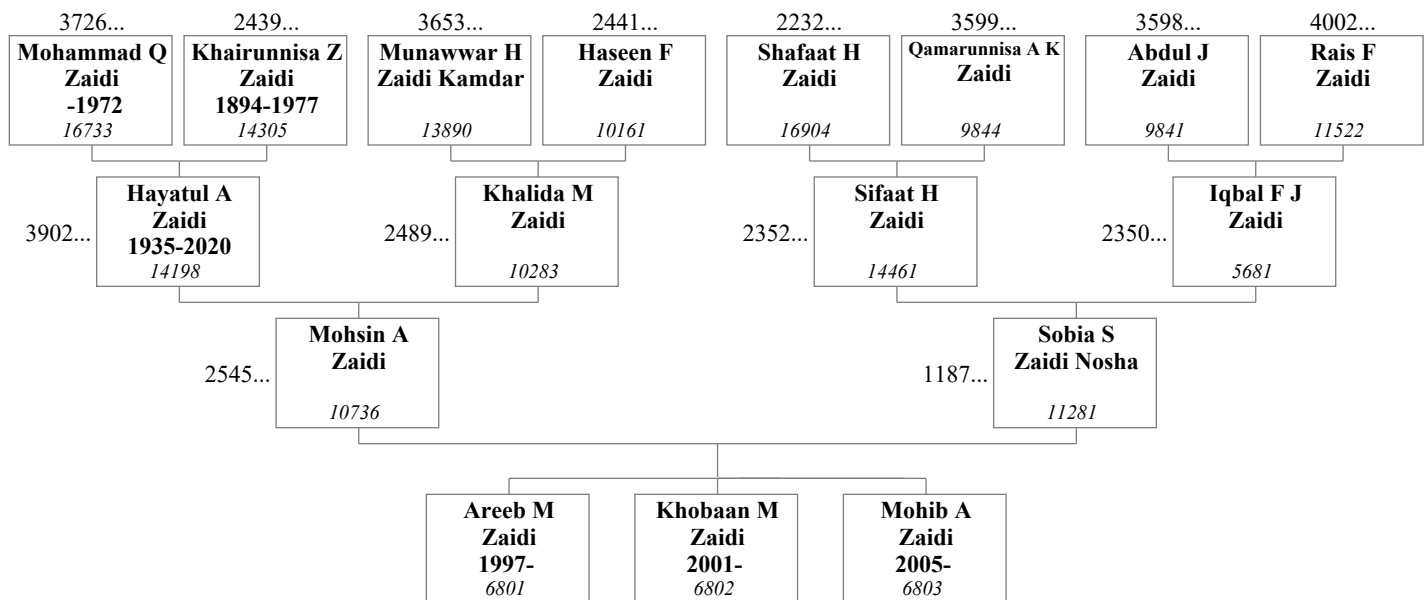 3726... 2439... 3653... 2441... 2232... 3599... 3598... 4002...
Mohammad Q
Zaidi
-1972
16733
Khairunnisa Z
Zaidi
1894-1977
14305
Munawwar H
Zaidi Kamdar
13890
Haseen F
Zaidi
10161
Shafaat H
Zaidi
16904
Qamarunnisa A K
Zaidi
9844
Abdul J
Zaidi
9841
Rais F
Zaidi
11522
3902...
Hayatul A
Zaidi
1935-2020
14198
2489...
Khalida M
Zaidi
10283
2352...
Sifaat H
Zaidi
14461
2350...
Iqbal F J
Zaidi
5681
2545...
Mohsin A
Zaidi
10736
1187...
Sobia S
Zaidi Nosha
11281
Areeb M
Zaidi
1997-
6801
Khobaan M
Zaidi
2001-
6802
Mohib A
Zaidi
2005-
6803